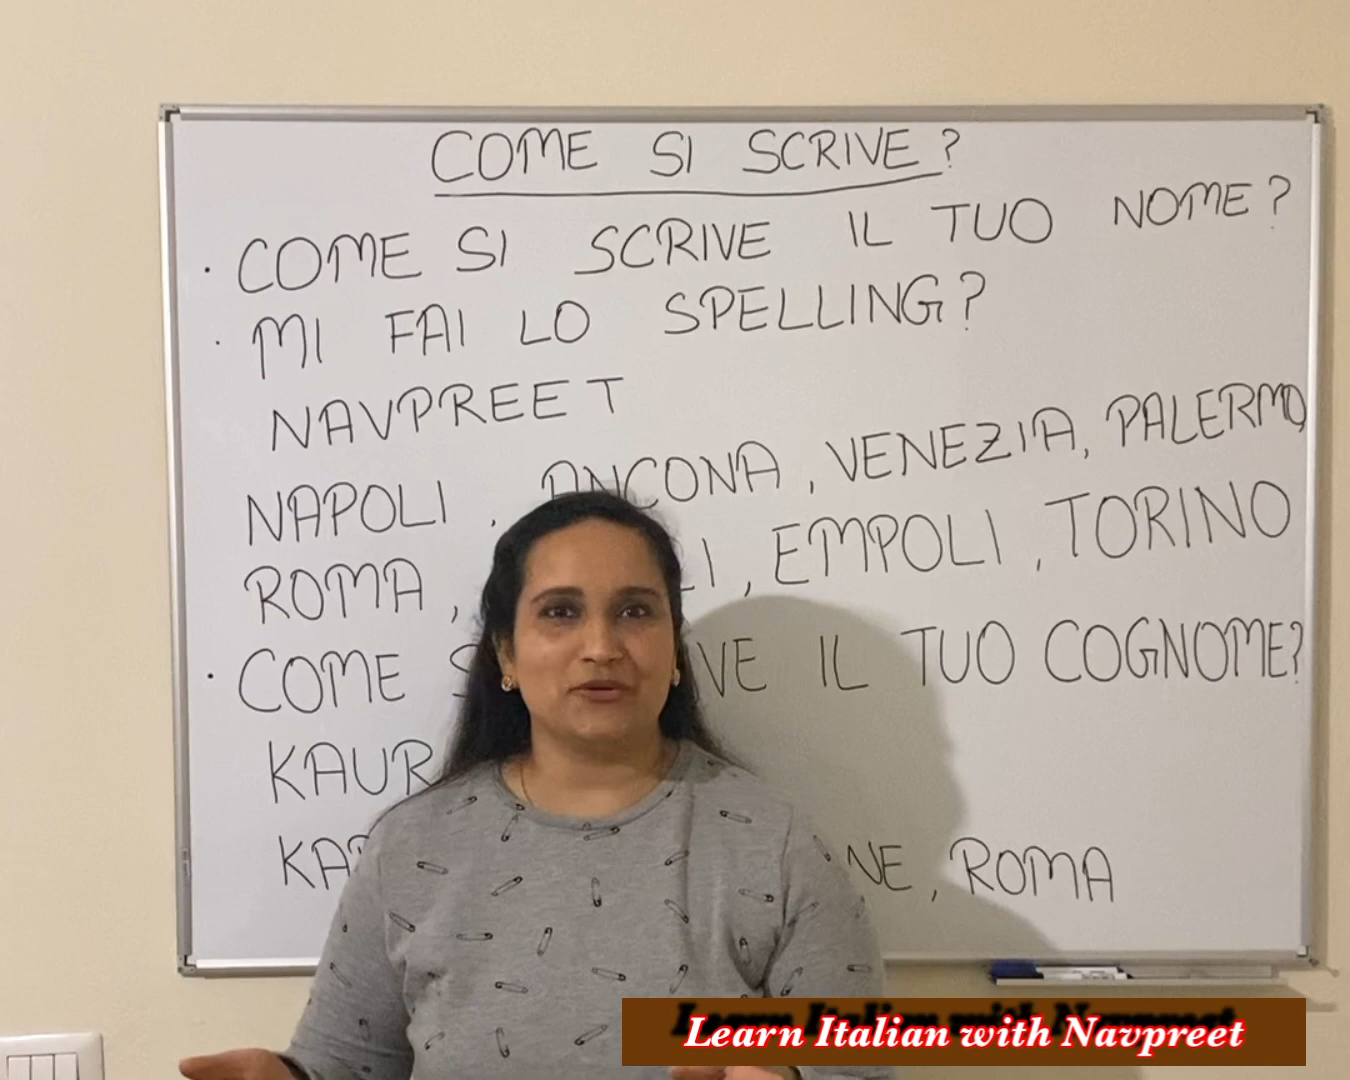 COME SI SCRIVE?
· COME SI SCRIVE IL TUO NOME?
· MI FAI LO SPELLING?
NAVPREET
NAPOLI, ANCONA, VENEZIA, PALERMO,
ROMA, EMPOLI, TORINO
· COME IL TUO COGNOME?
KAUR
ROMA
Learn Italian with Navpreet